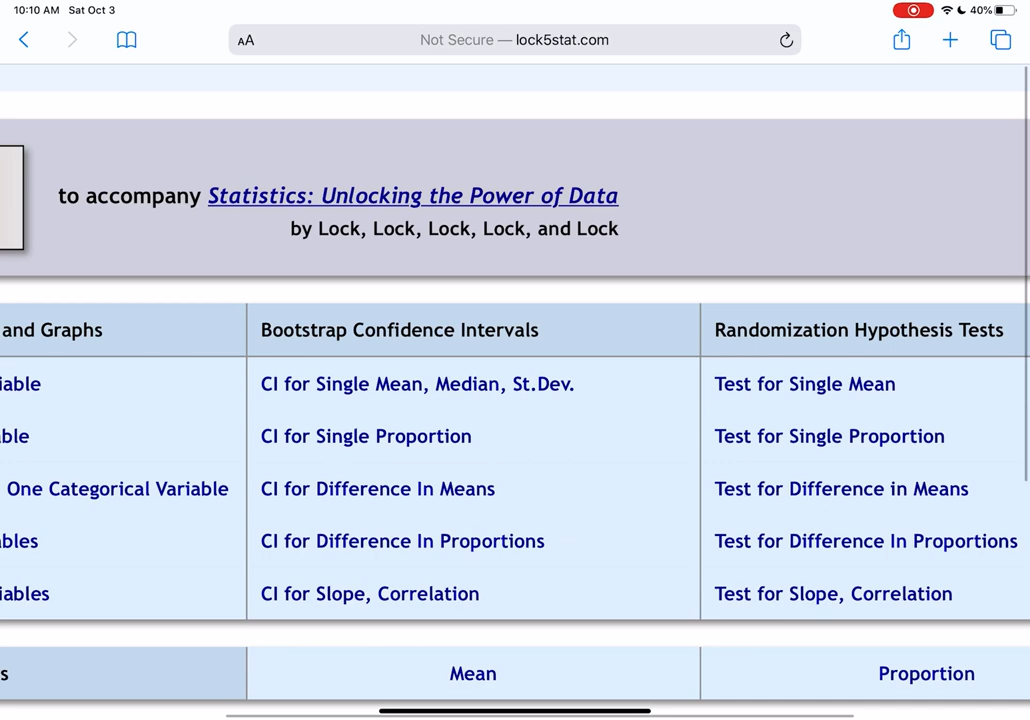 10:10 AM Sat Oct 3
40%
AA
Not Secure — lock5stat.com
to accompany Statistics: Unlocking the Power of Data
by Lock, Lock, Lock, Lock, and Lock
and Graphs
Bootstrap Confidence Intervals
Randomization Hypothesis Tests
iable
CI for Single Mean, Median, St.Dev.
Test for Single Mean
able
CI for Single Proportion
Test for Single Proportion
One Categorical Variable
CI for Difference In Means
Test for Difference in Means
ables
CI for Difference In Proportions
Test for Difference In Proportions
iables
CI for Slope, Correlation
Test for Slope, Correlation
s
Mean
Proportion